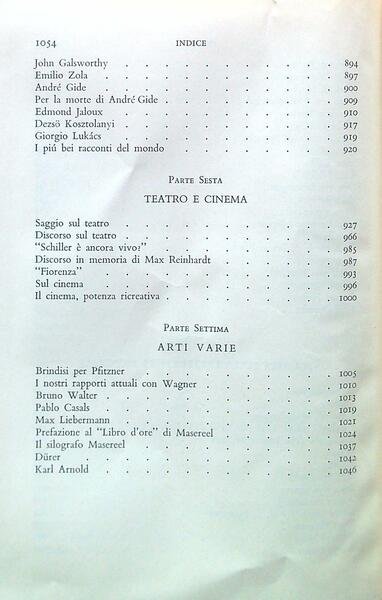 1054 INDICE
John Galsworthy . . . . . . . . . . . 894
Emilio Zola . . . . . . . . . . . 897
André Gide . . . . . . . . . . . 900
Per la morte di André Gide . . . . . . . . . 909
Edmond Jaloux . . . . . . . . . . . 910
Dezsö Kosztolanyi . . . . . . . . . . 917
Giorgio Lukács . . . . . . . . . . . 919
I piú bei racconti del mondo . . . . . . . . 920
Parte Sesta
TEATRO E CINEMA
Saggio sul teatro . . . . . . . . . . . 927
Discorso sul teatro . . . . . . . . . . 966
"Schiller è ancora vivo?" . . . . . . . . . 985
Discorso in memoria di Max Reinhardt . . . . . . 987
"Fiorenza" . . . . . . . . . . . 993
Sul cinema . . . . . . . . . . . 996
Il cinema, potenza ricreativa . . . . . . . . 1000
Parte Settima
ARTI VARIE
Brindisi per Pfitzner . . . . . . . . . . 1005
I nostri rapporti attuali con Wagner . . . . . . . 1010
Bruno Walter . . . . . . . . . . . 1013
Pablo Casals . . . . . . . . . . . 1019
Max Liebermann . . . . . . . . . . 1021
Prefazione al "Libro d'ore" di Masereel . . . . . . 1024
Il silografo Masereel . . . . . . . . . . 1037
Dürer . . . . . . . . . . . . 1042
Karl Arnold . . . . . . . . . . . 1046